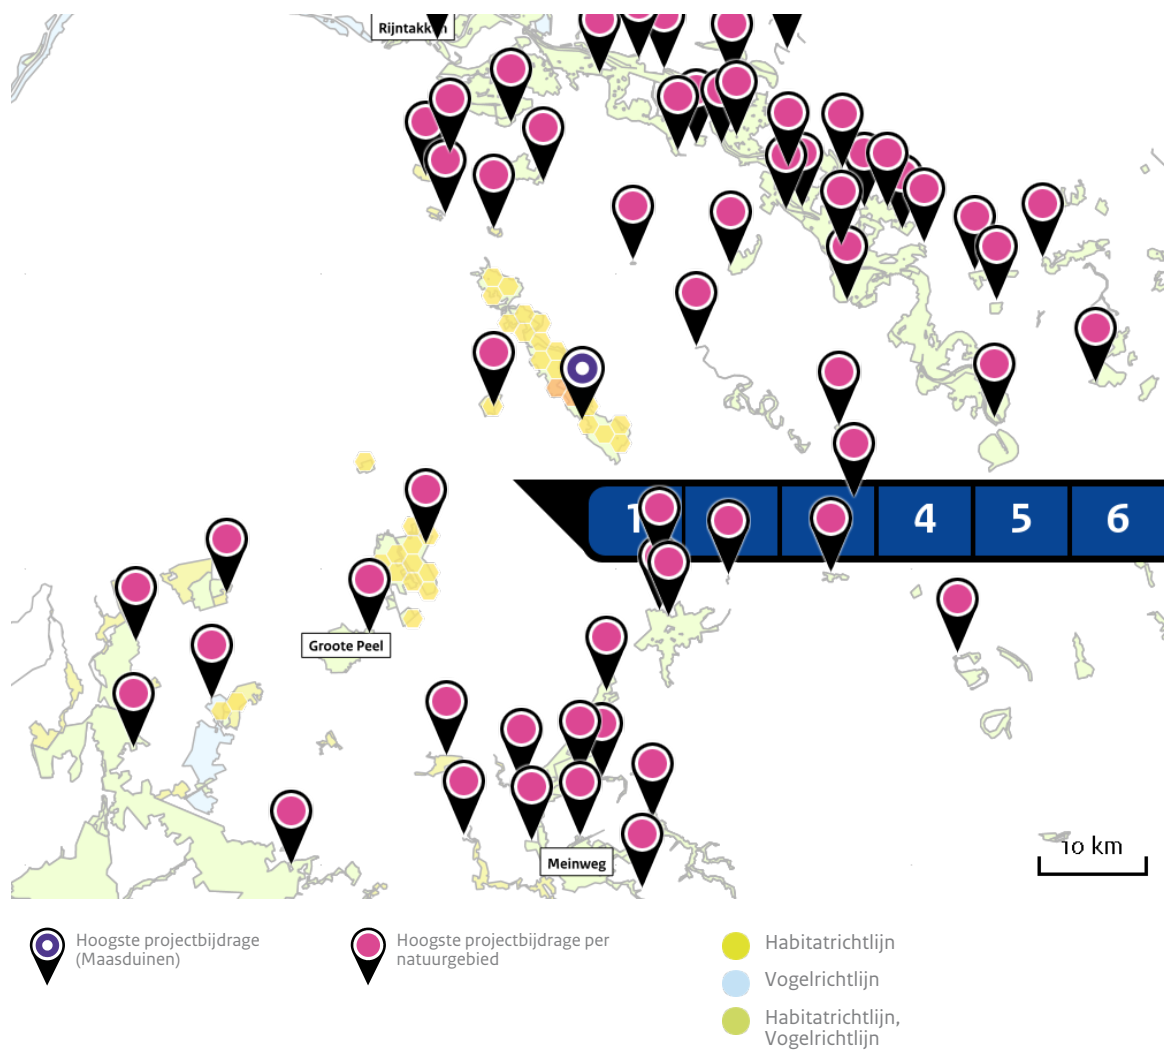 Rijntakken
1
4
5
6
Groote Peel
Meinweg
10 km
Hoogste projectbijdrage
(Maasduinen)
Hoogste projectbijdrage per
natuurgebied
Habitatrichtlijn
Vogelrichtlijn
Habitatrichtlijn,
Vogelrichtlijn